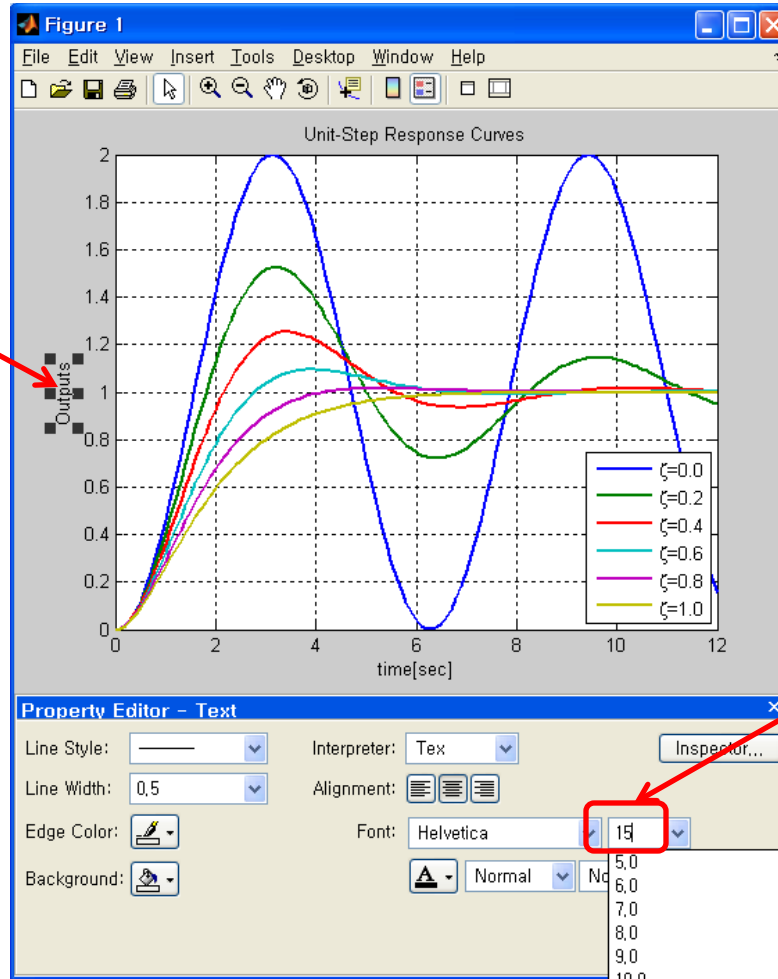 Figure 1
File Edit View Insert Tools Desktop Window Help
Unit-Step Response Curves
2
1.8
1.6
1.4
1.2
1
0.8
0.6
0.4
0.2
0
Outputs
ζ=0.0
ζ=0.2
ζ=0.4
ζ=0.6
ζ=0.8
ζ=1.0
0 2 4 6 8 10 12
time[sec]
Property Editor - Text
Line Style: Interpreter: Tex Inspector...
Line Width: 0,5 Alignment:
Edge Color: Font: Helvetica 15
Background: A Normal
5,0
6,0
7,0
8,0
9,0
10,0